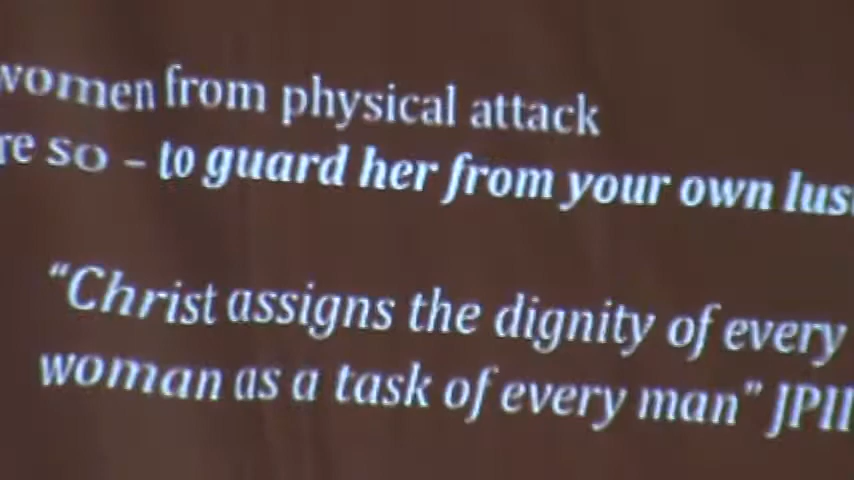 women from physical attack
re so – to guard her from your own lus
"Christ assigns the dignity of every
woman as a task of every man" JPII